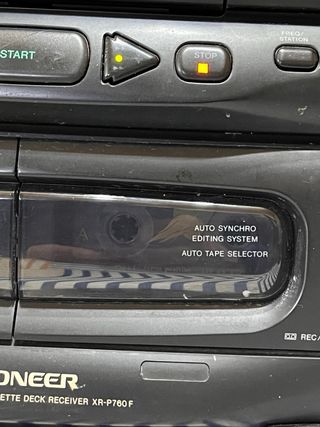 START
STOP
FREQ/
STATION
A
AUTO SYNCHRO
EDITING SYSTEM
AUTO TAPE SELECTOR
REC/
ONEER
ETTE DECK RECEIVER XR-P760F